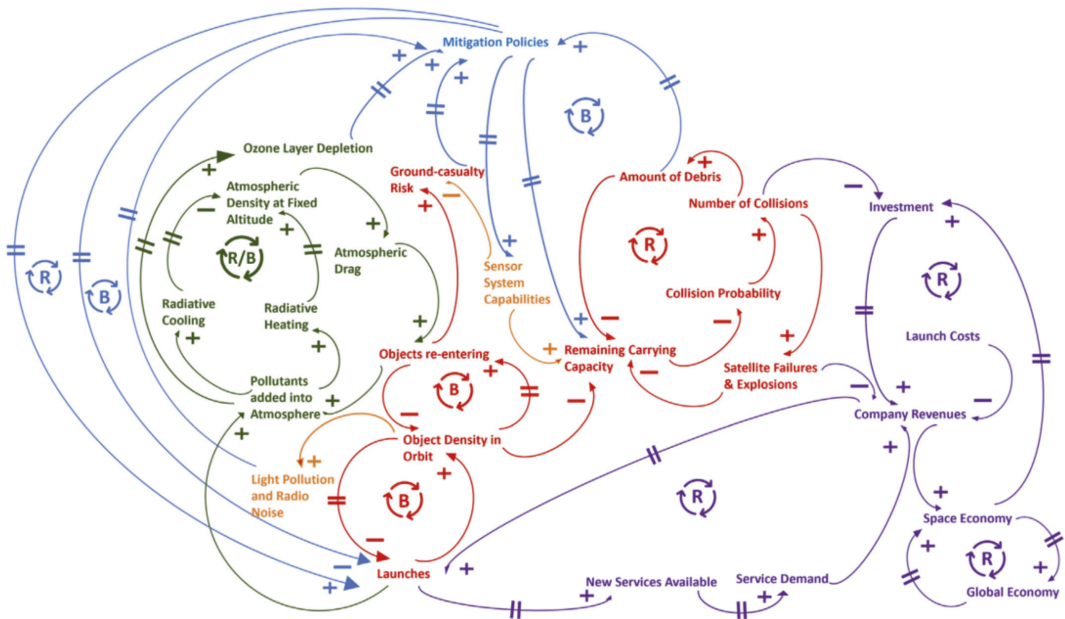 Mitigation Policies
+
+
+
+
+
B
Ozone Layer Depletion
+
Ground-casualty
Risk
+
−
Amount of Debris
+
Number of Collisions
−
Investment
+
Atmospheric
Density at Fixed
Altitude
−
+
+
Atmospheric
Drag
R/B
R
B
+
Sensor
System
Capabilities
R
+
Collision Probability
R
Radiative
Cooling
+
Radiative
Heating
+
+
Objects re-entering
+
+
+
Remaining Carrying
Capacity
−
−
−
−
+
Satellite Failures
& Explosions
Launch Costs
−
−
+
Company Revenues
+
Pollutants
added into
Atmosphere
+
+
B
−
Object Density in
Orbit
+
+
Light Pollution
and Radio
Noise
B
R
+
Space Economy
+
R
+
Global Economy
−
−
+
Launches
+
New Services Available
+
Service Demand
+